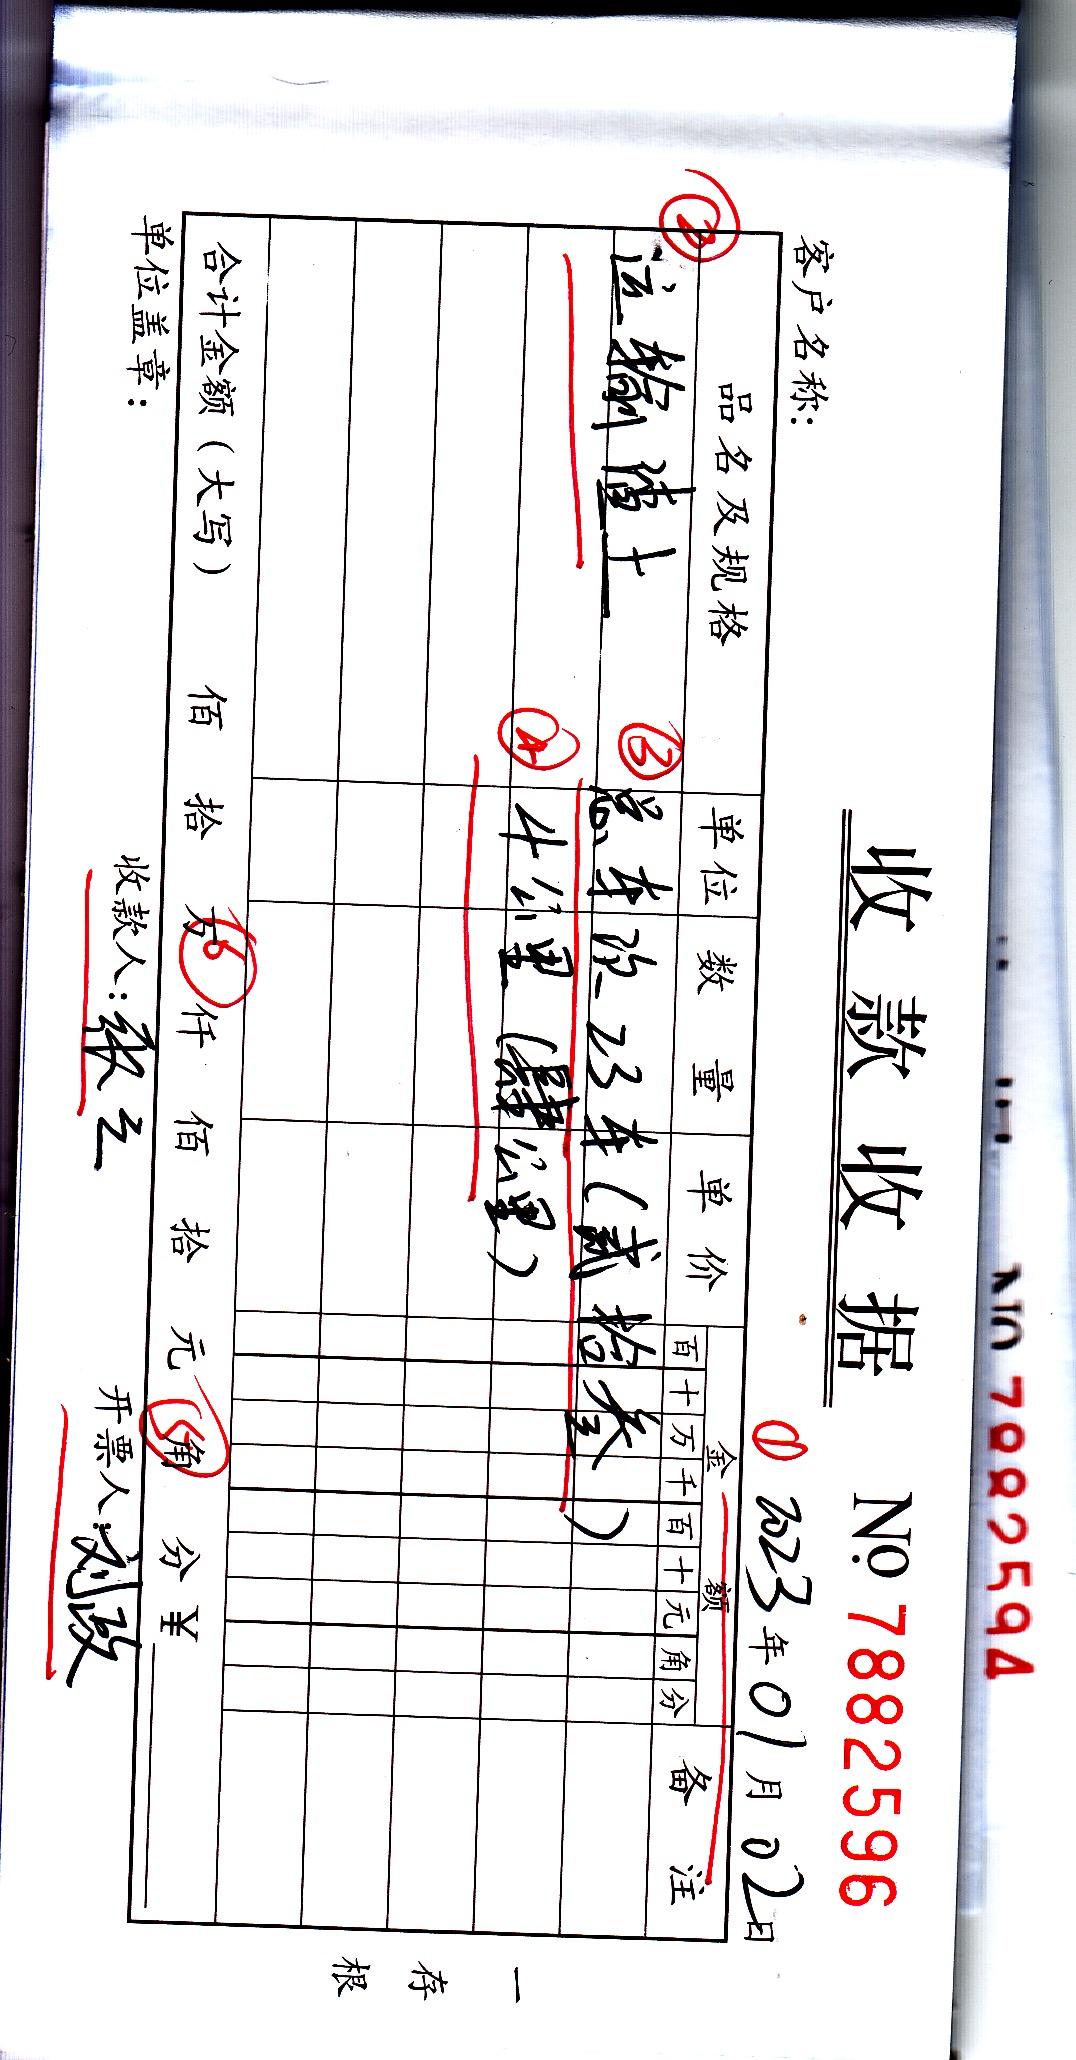 No 7882594
收款收据 No 7882596
客户名称:
① 2023年01月02日
品名及规格 单位 数量 单价 金额 备注
百 十 万 千 百 十 元 角 分
② 运输渣土 ③ 总车次23车(贰拾叁)
④ 4公里(肆公里)
一存根
合计金额(大写) 佰 拾 万 仟 佰 拾 元 角 分 ¥
⑥ ⑤
单位盖章: 收款人: 张云 开票人: 刘政